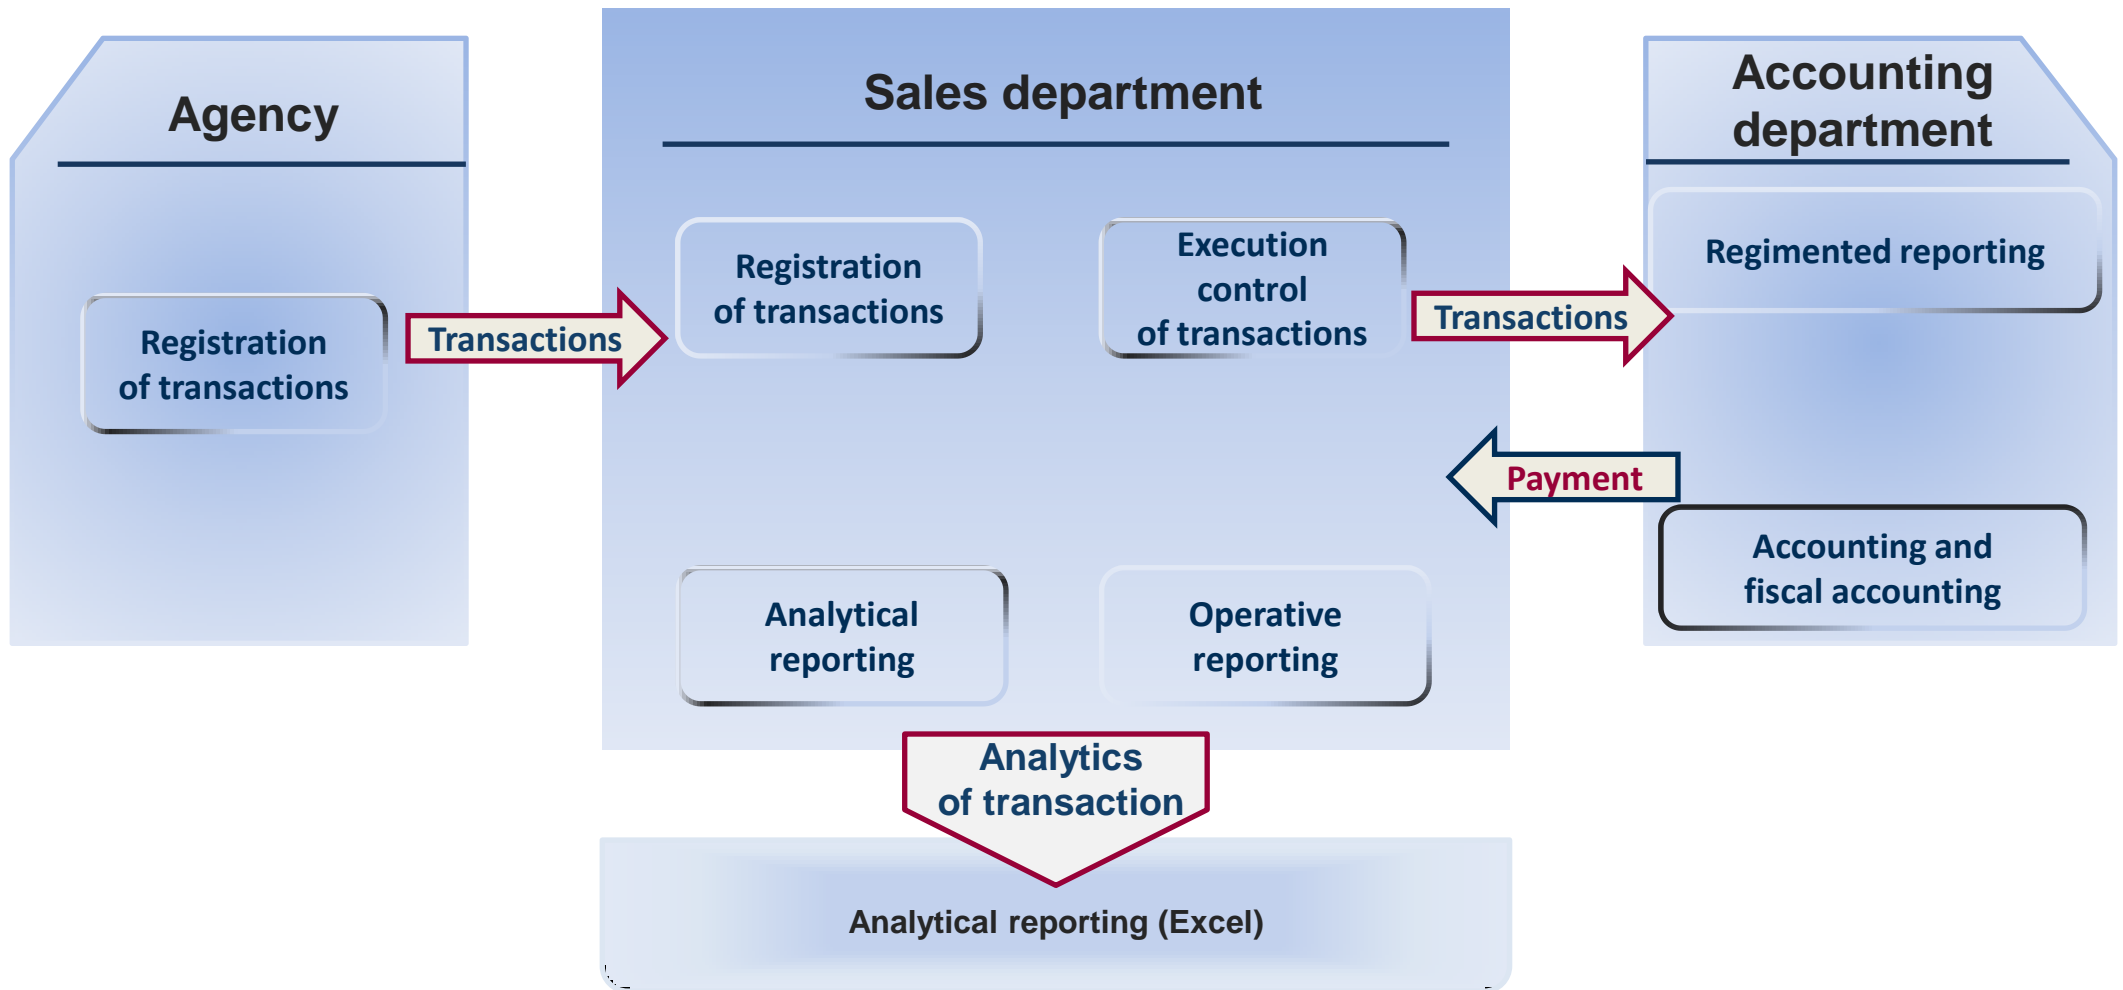 Agency
Registration
of transactions
Transactions
Sales department
Registration
of transactions
Execution
control
of transactions
Analytical
reporting
Operative
reporting
Transactions
Payment
Accounting
department
Regimented reporting
Accounting and
fiscal accounting
Analytics
of transaction
Analytical reporting (Excel)